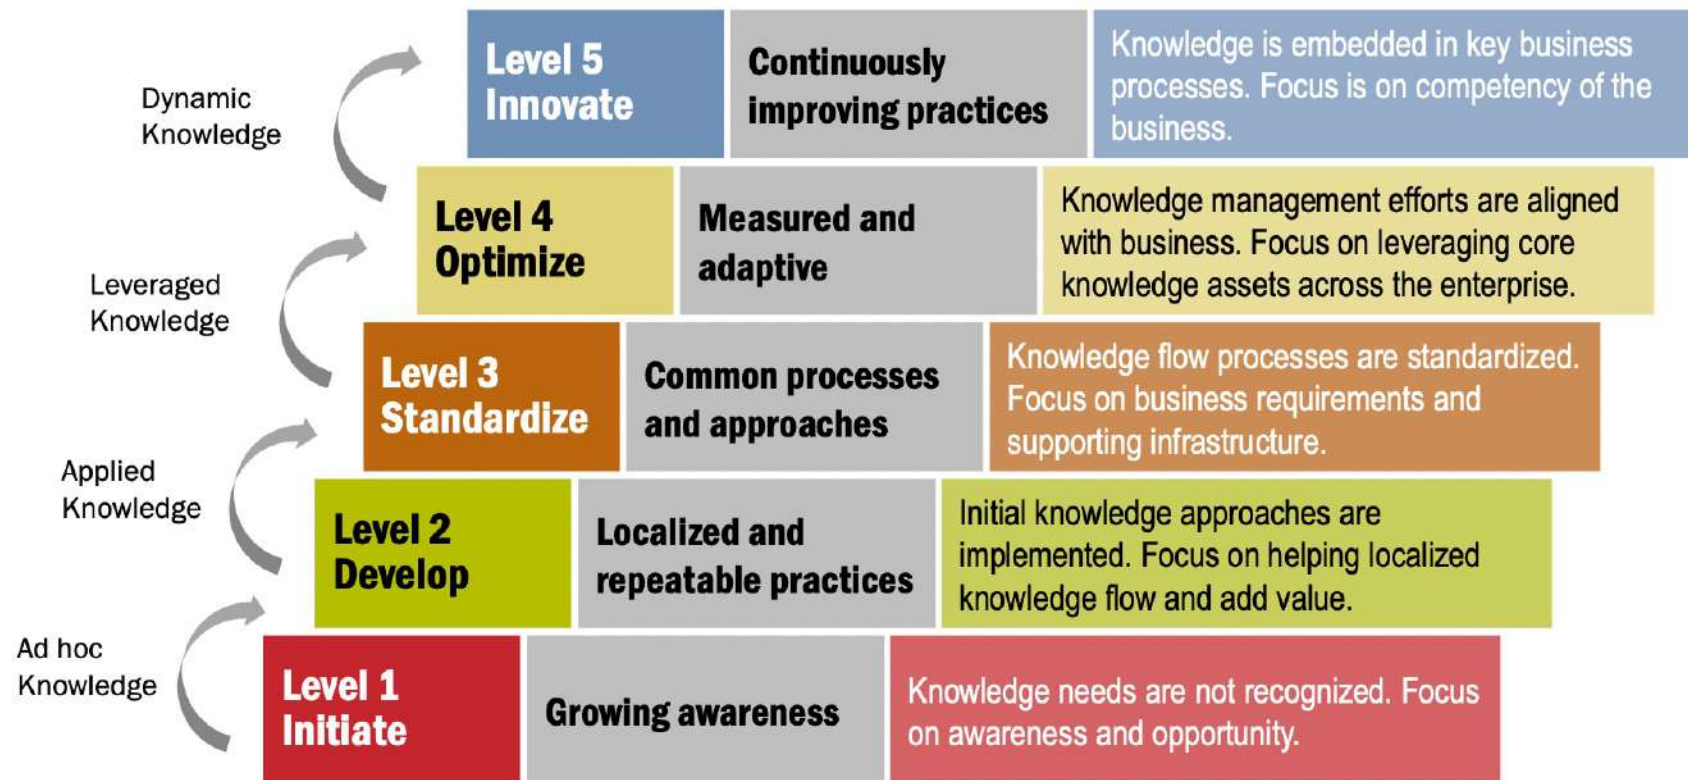 Dynamic
Knowledge
Level 5
Innovate
Continuously
improving practices
Knowledge is embedded in key business
processes. Focus is on competency of the
business.
Leveraged
Knowledge
Level 4
Optimize
Measured and
adaptive
Knowledge management efforts are aligned
with business. Focus on leveraging core
knowledge assets across the enterprise.
Applied
Knowledge
Level 3
Standardize
Common processes
and approaches
Knowledge flow processes are standardized.
Focus on business requirements and
supporting infrastructure.
Ad hoc
Knowledge
Level 2
Develop
Localized and
repeatable practices
Initial knowledge approaches are
implemented. Focus on helping localized
knowledge flow and add value.
Level 1
Initiate
Growing awareness
Knowledge needs are not recognized. Focus
on awareness and opportunity.